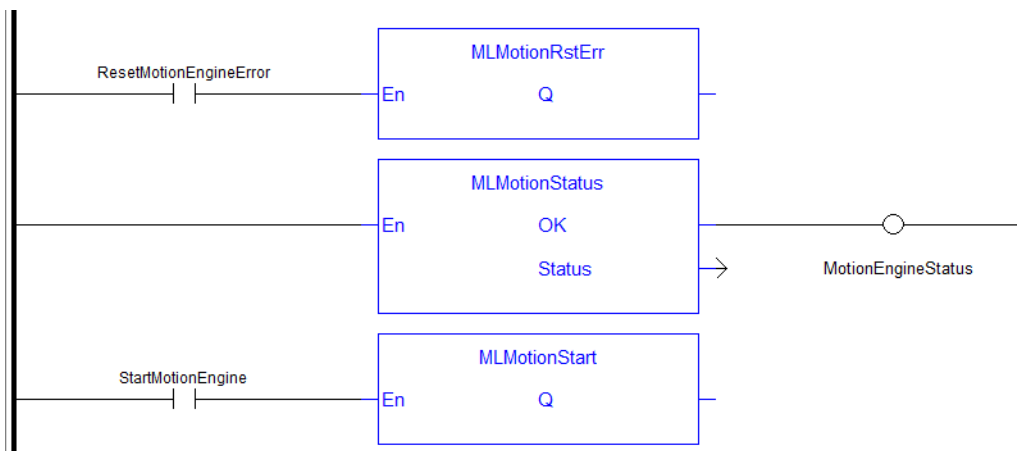 MLMotionRstErr
ResetMotionEngineError
En Q
MLMotionStatus
En OK
Status
MotionEngineStatus
MLMotionStart
StartMotionEngine
En Q